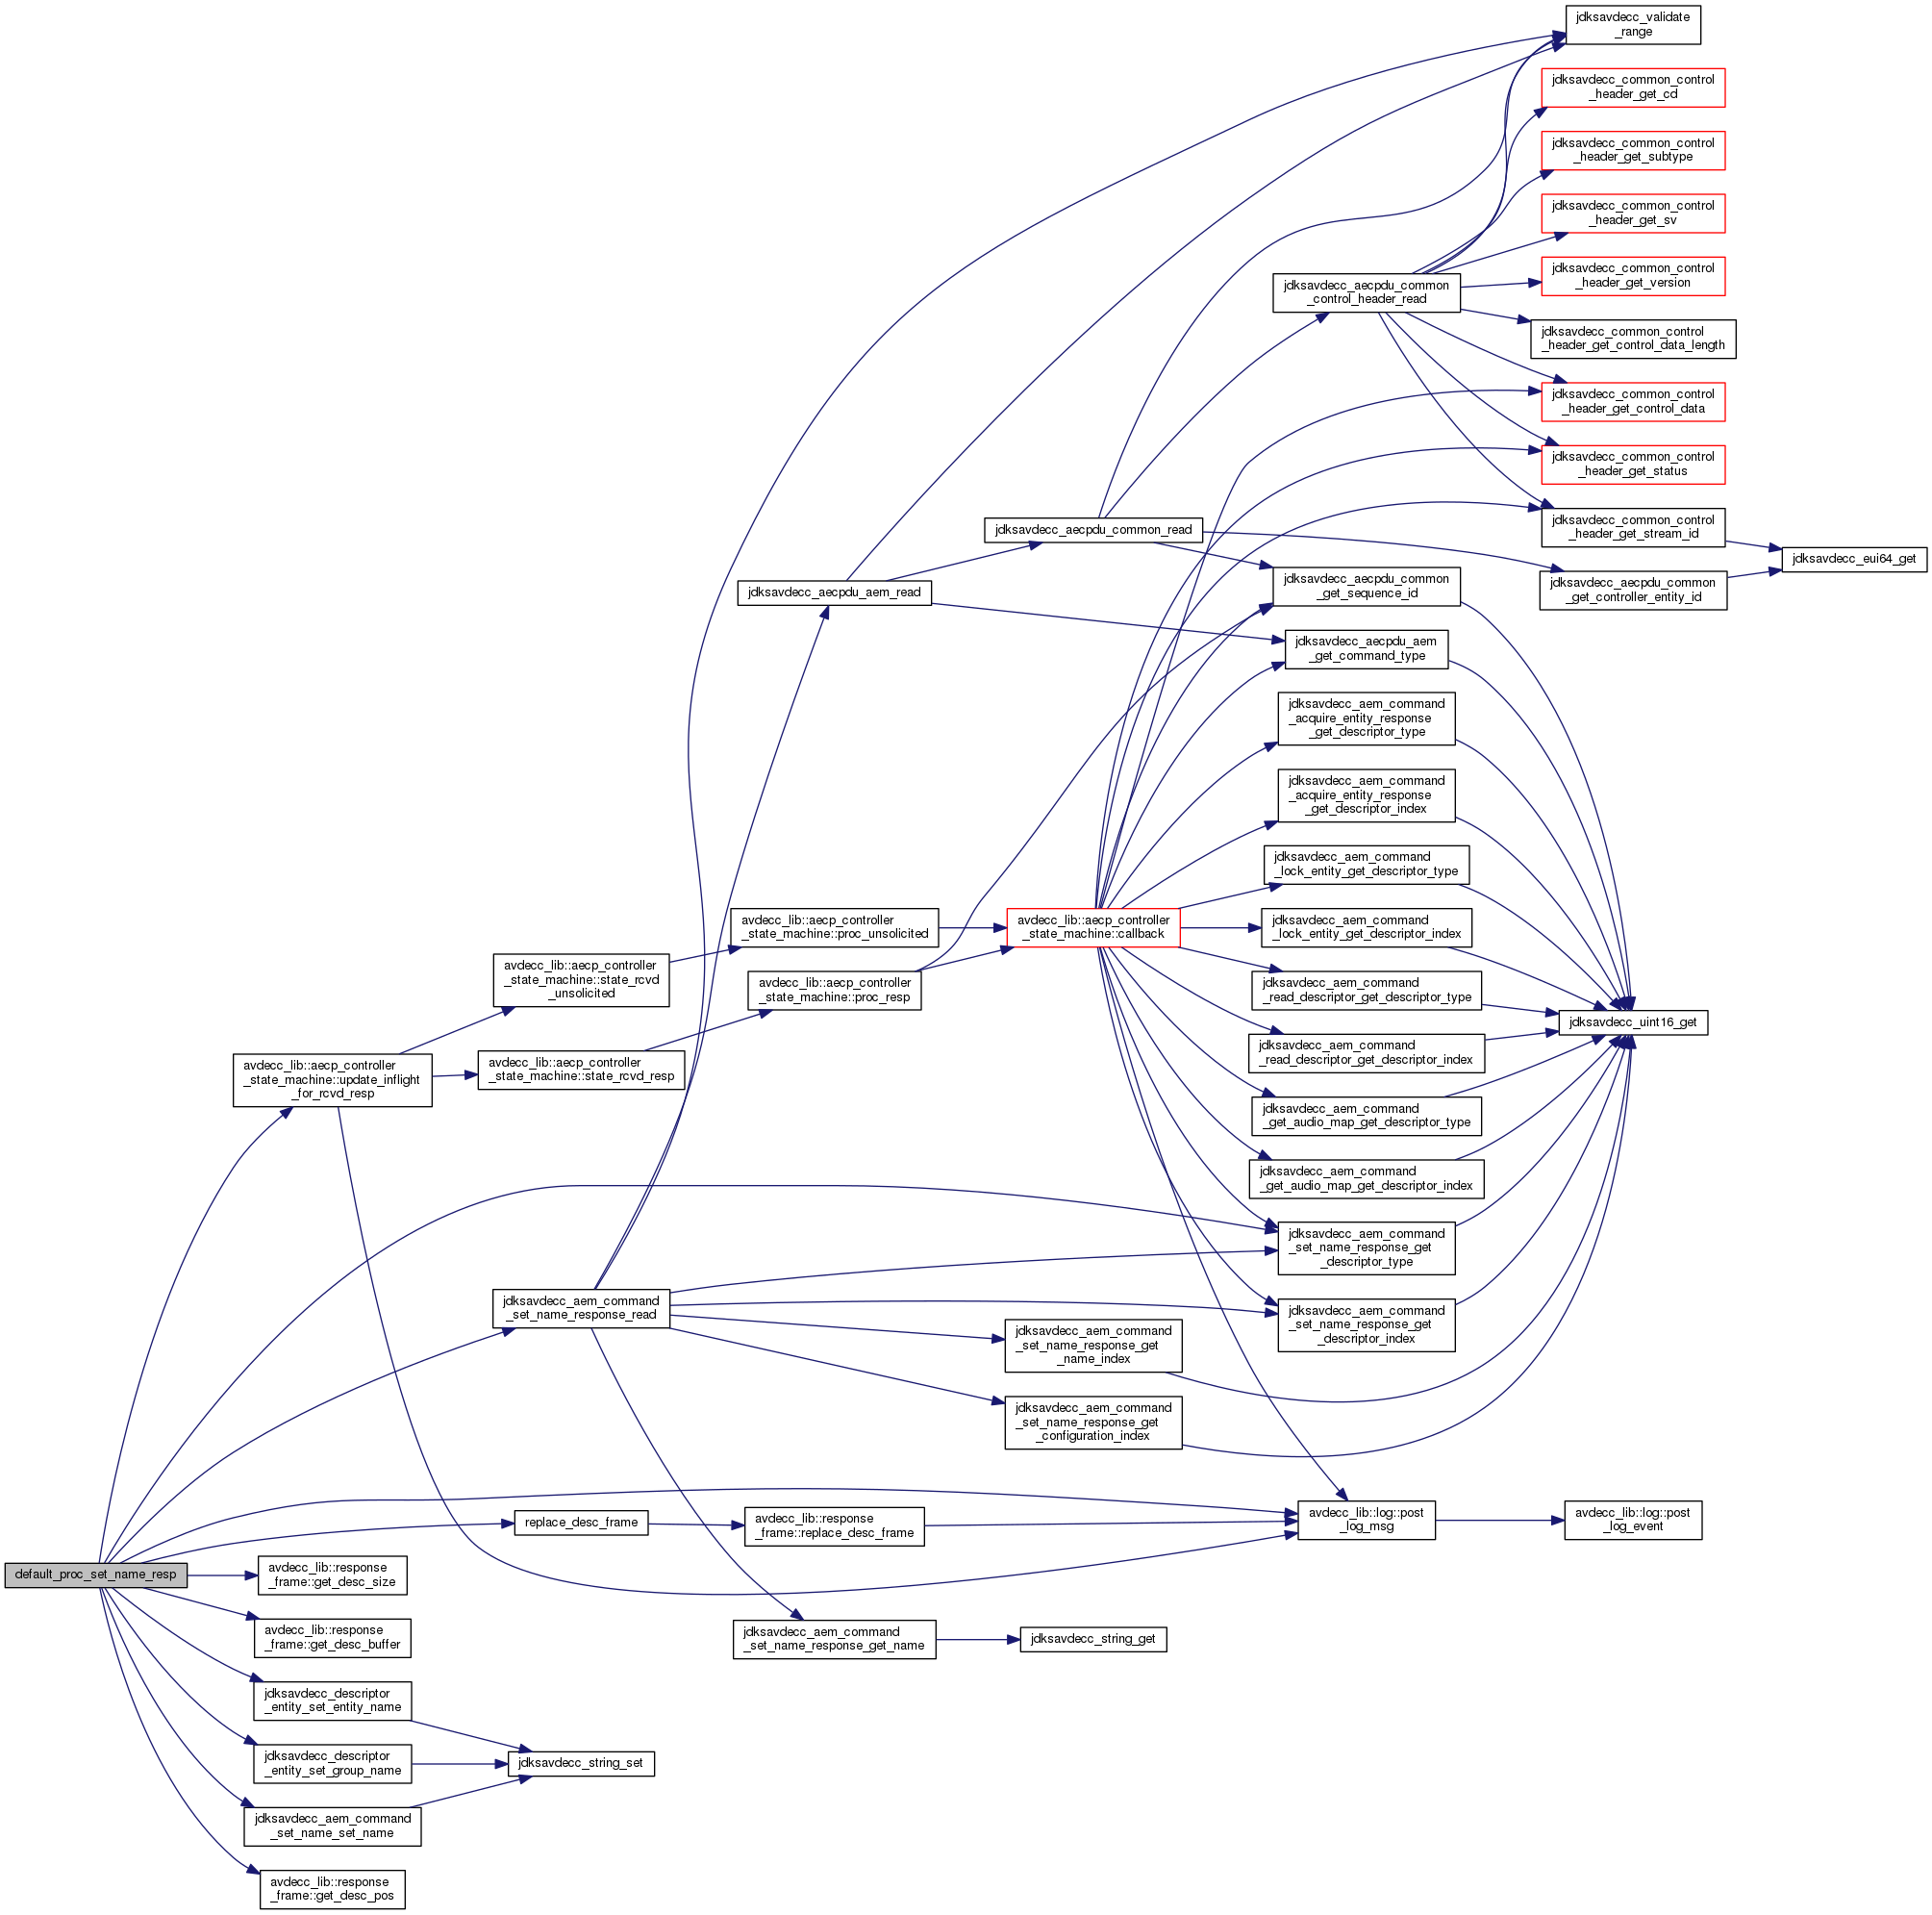 jdksavdecc_validate
_range
jdksavdecc_common_control
_header_get_cd
jdksavdecc_common_control
_header_get_subtype
jdksavdecc_common_control
_header_get_sv
jdksavdecc_common_control
_header_get_version
jdksavdecc_aecpdu_common
_control_header_read
jdksavdecc_common_control
_header_get_control_data_length
jdksavdecc_common_control
_header_get_control_data
jdksavdecc_common_control
_header_get_status
jdksavdecc_common_control
_header_get_stream_id
jdksavdecc_aecpdu_common_read
jdksavdecc_eui64_get
jdksavdecc_aecpdu_common
_get_controller_entity_id
jdksavdecc_aecpdu_aem_read
jdksavdecc_aecpdu_common
_get_sequence_id
jdksavdecc_aecpdu_aem
_get_command_type
jdksavdecc_aem_command
_acquire_entity_response
_get_descriptor_type
jdksavdecc_aem_command
_acquire_entity_response
_get_descriptor_index
jdksavdecc_aem_command
_lock_entity_get_descriptor_type
avdecc_lib::aecp_controller
_state_machine::proc_unsolicited
avdecc_lib::aecp_controller
_state_machine::callback
jdksavdecc_aem_command
_lock_entity_get_descriptor_index
avdecc_lib::aecp_controller
_state_machine::state_rcvd
_unsolicited
avdecc_lib::aecp_controller
_state_machine::proc_resp
jdksavdecc_aem_command
_read_descriptor_get_descriptor_type
jdksavdecc_uint16_get
jdksavdecc_aem_command
_read_descriptor_get_descriptor_index
avdecc_lib::aecp_controller
_state_machine::update_inflight
_for_rcvd_resp
avdecc_lib::aecp_controller
_state_machine::state_rcvd_resp
jdksavdecc_aem_command
_get_audio_map_get_descriptor_type
jdksavdecc_aem_command
_get_audio_map_get_descriptor_index
jdksavdecc_aem_command
_set_name_response_get
_descriptor_type
jdksavdecc_aem_command
_set_name_response_read
jdksavdecc_aem_command
_set_name_response_get
_descriptor_index
jdksavdecc_aem_command
_set_name_response_get
_name_index
jdksavdecc_aem_command
_set_name_response_get
_configuration_index
replace_desc_frame
avdecc_lib::response
_frame::replace_desc_frame
avdecc_lib::log::post
_log_msg
avdecc_lib::log::post
_log_event
default_proc_set_name_resp
avdecc_lib::response
_frame::get_desc_size
avdecc_lib::response
_frame::get_desc_buffer
jdksavdecc_aem_command
_set_name_response_get_name
jdksavdecc_string_get
jdksavdecc_descriptor
_entity_set_entity_name
jdksavdecc_descriptor
_entity_set_group_name
jdksavdecc_string_set
jdksavdecc_aem_command
_set_name_set_name
avdecc_lib::response
_frame::get_desc_pos